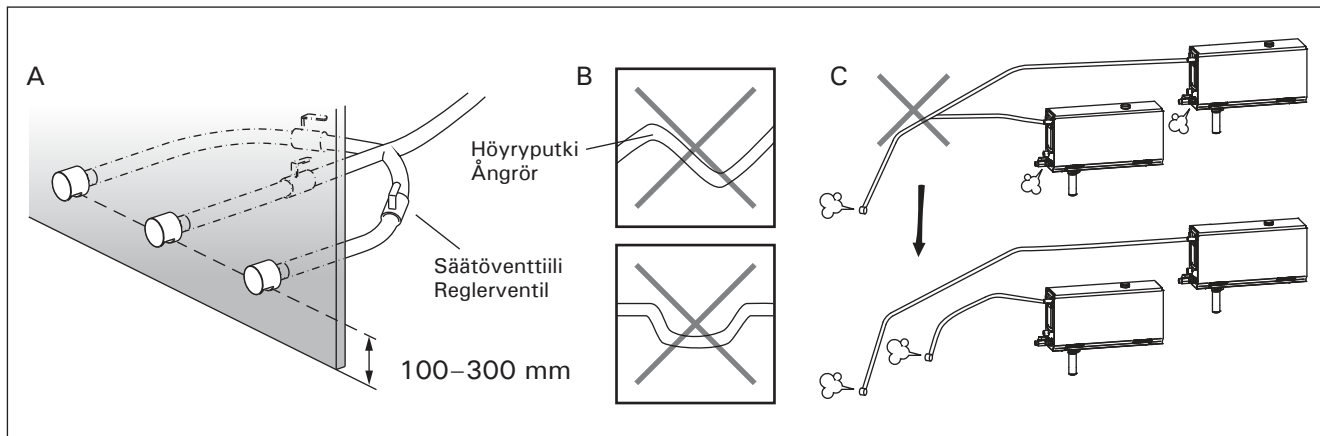 A
B
C
Höyryputki
Ångrör
Säätöventtiili
Reglerventil
100–300 mm